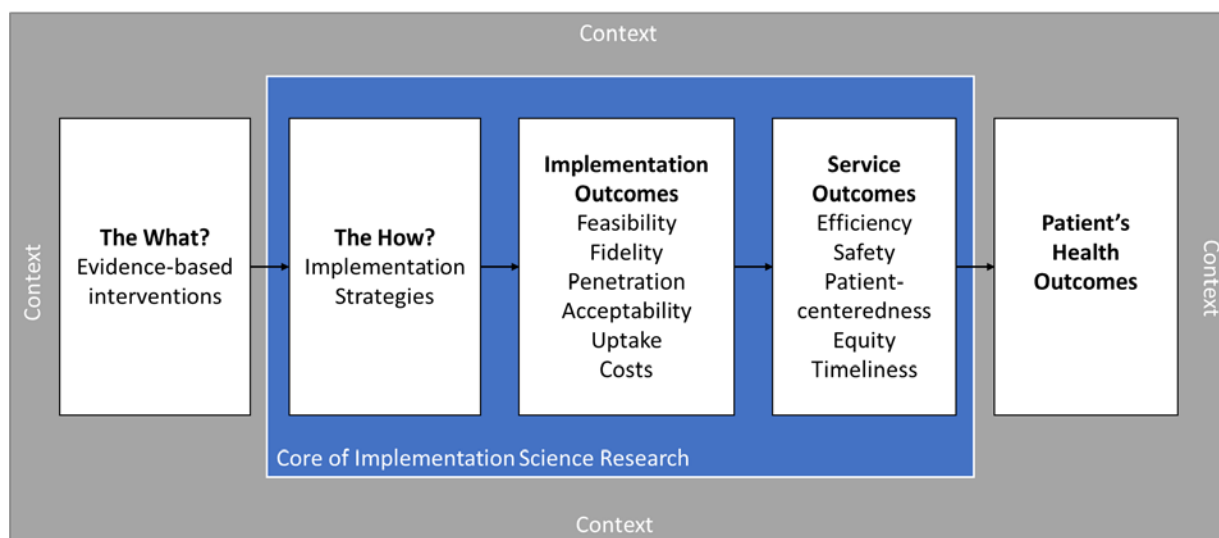 Context
Context
The What?
Evidence-based
interventions
The How?
Implementation
Strategies
Implementation
Outcomes
Feasibility
Fidelity
Penetration
Acceptability
Uptake
Costs
Service
Outcomes
Efficiency
Safety
Patient-
centeredness
Equity
Timeliness
Patient’s
Health
Outcomes
Context
Core of Implementation Science Research
Context